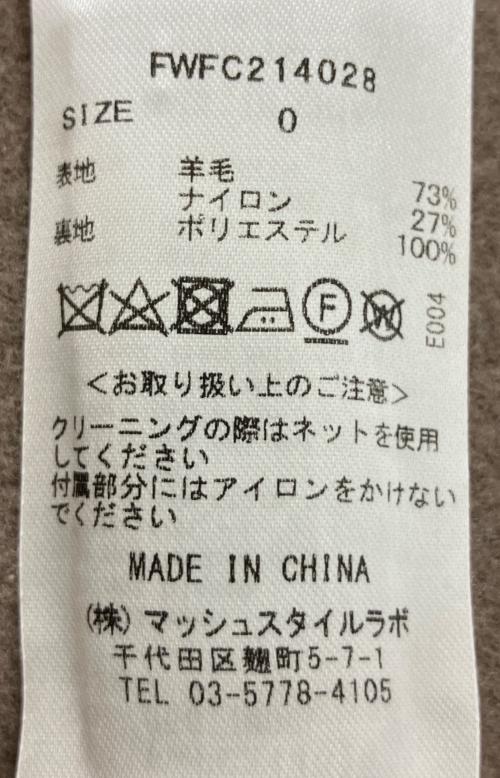 FWFC214028
SIZE 0
表地 羊毛 73%
ナイロン 27%
裏地 ポリエステル 100%
F W E004
<お取り扱い上のご注意>
クリーニングの際はネットを使用
してください
付属部分にはアイロンをかけない
でください
MADE IN CHINA
(株)マッシュスタイルラボ
千代田区麹町5-7-1
TEL 03-5778-4105